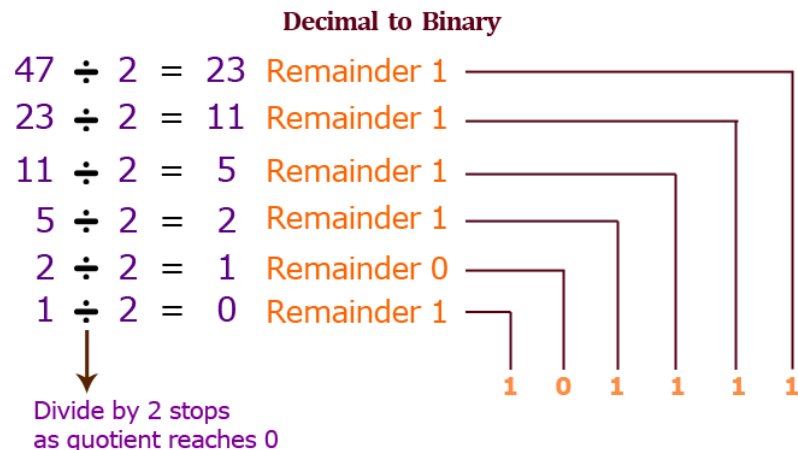 Decimal to Binary
47 ÷ 2 = 23 Remainder 1
23 ÷ 2 = 11 Remainder 1
11 ÷ 2 = 5 Remainder 1
5 ÷ 2 = 2 Remainder 1
2 ÷ 2 = 1 Remainder 0
1 ÷ 2 = 0 Remainder 1
1 0 1 1 1 1
Divide by 2 stops
as quotient reaches 0